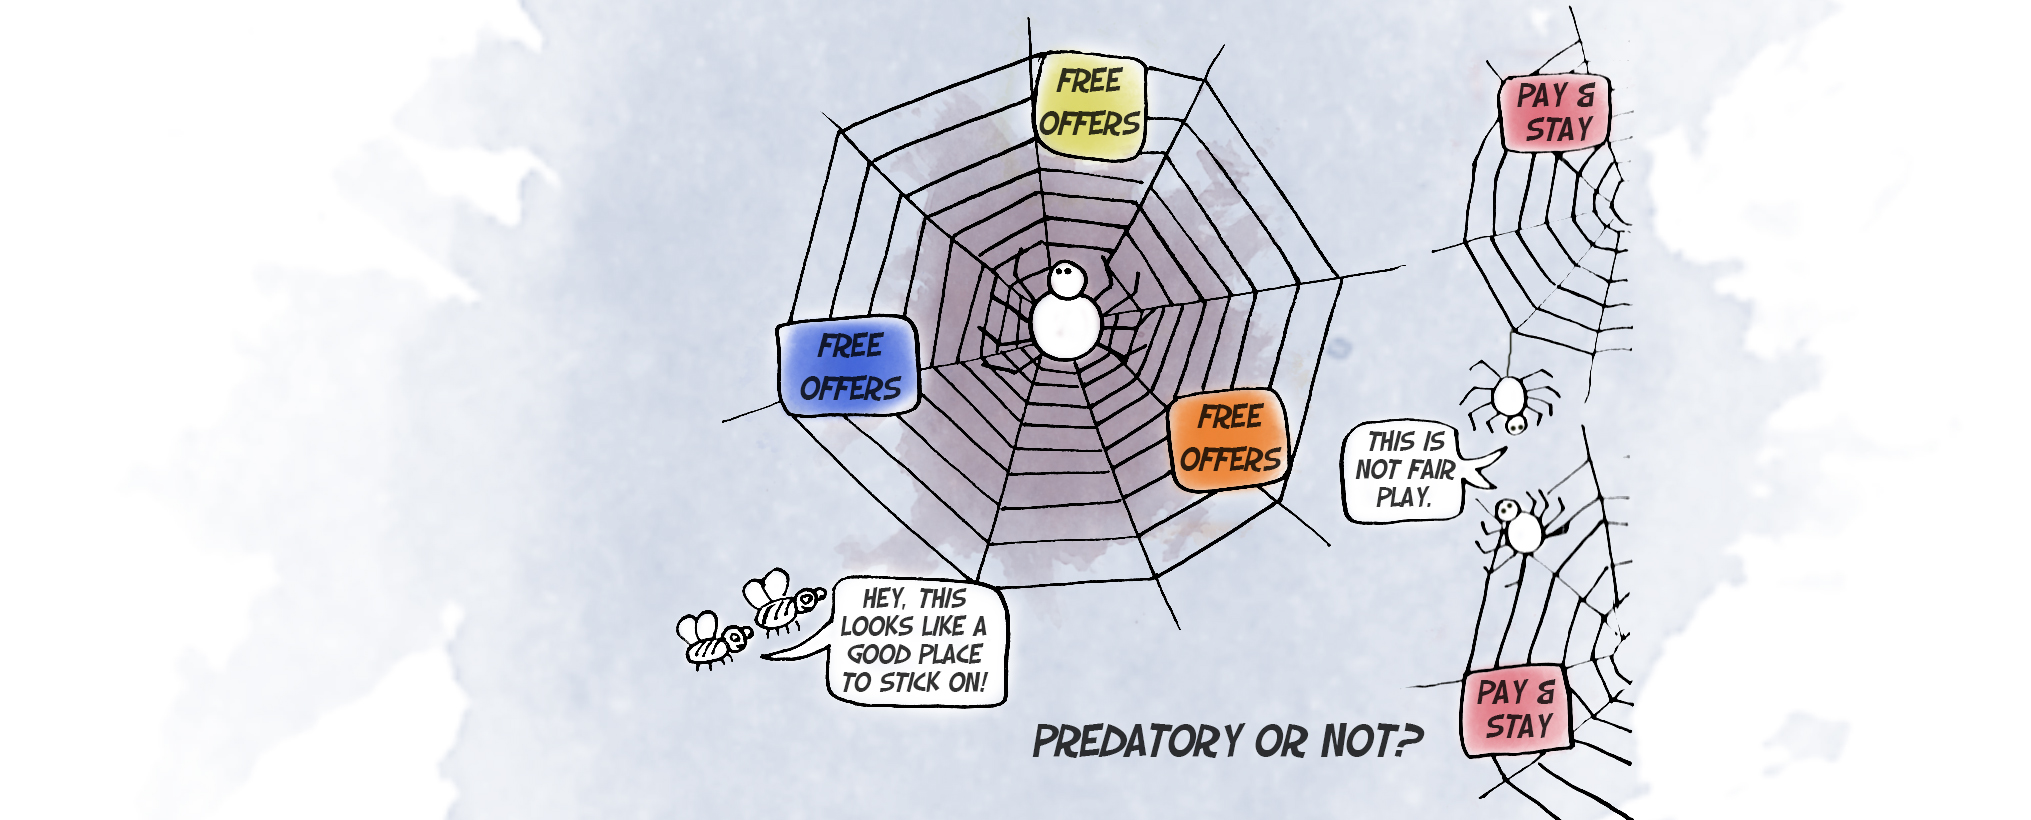 FREE
OFFERS
PAY &
STAY
FREE
OFFERS
FREE
OFFERS
THIS IS
NOT FAIR
PLAY.
HEY, THIS
LOOKS LIKE A
GOOD PLACE
TO STICK ON!
PAY &
STAY
PREDATORY OR NOT?